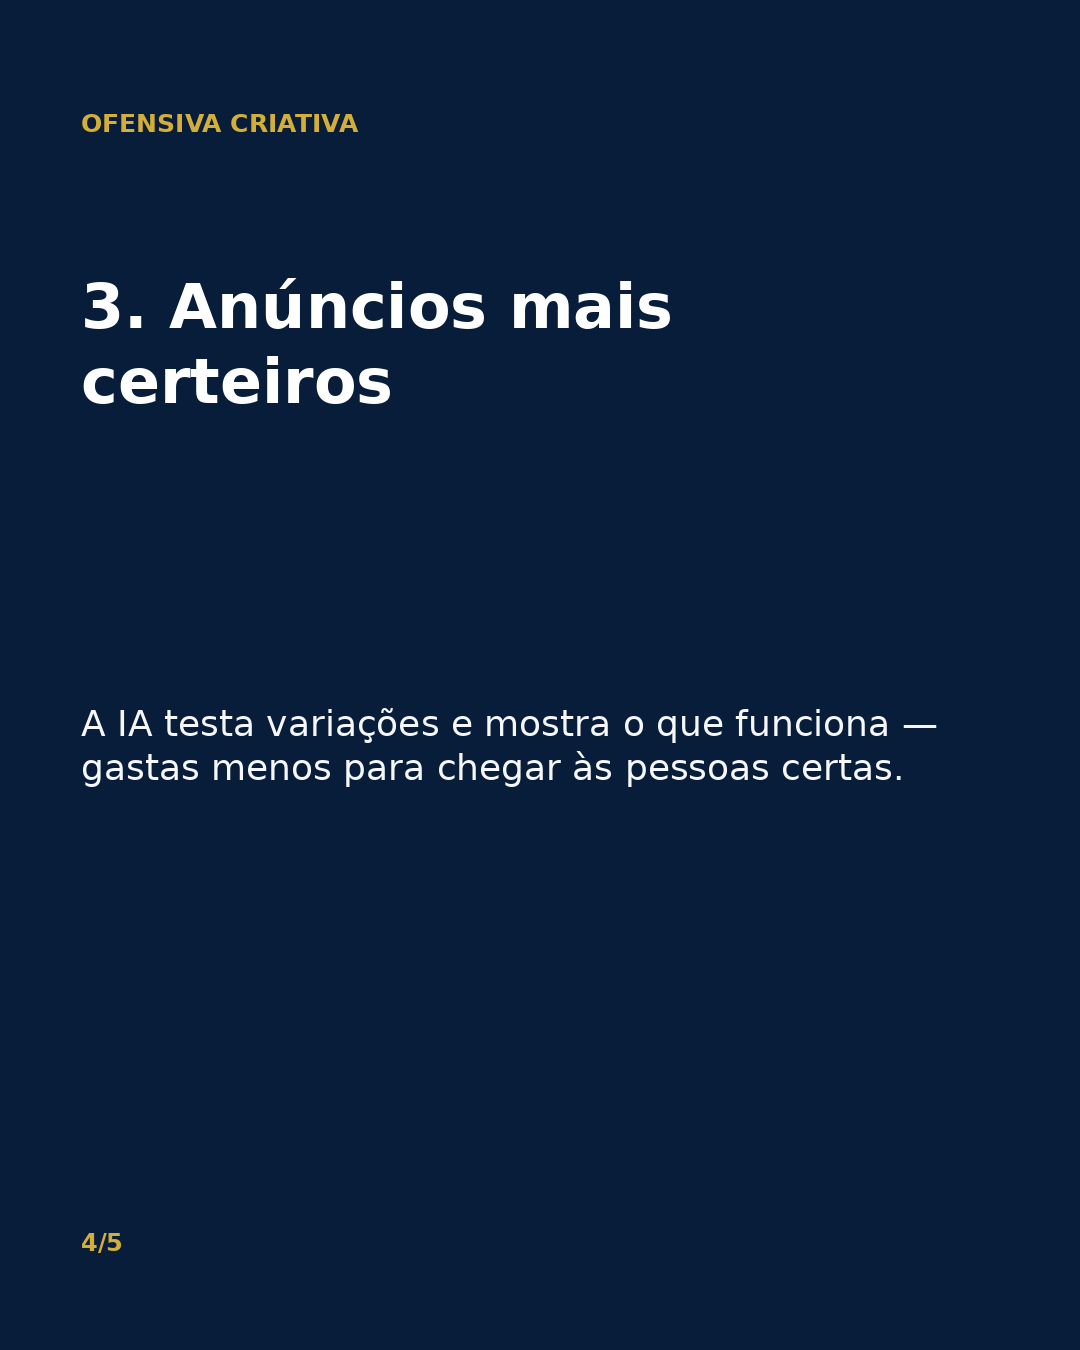 OFENSIVA CRIATIVA
3. Anúncios mais
certeiros
A IA testa variações e mostra o que funciona —
gastas menos para chegar às pessoas certas.
4/5